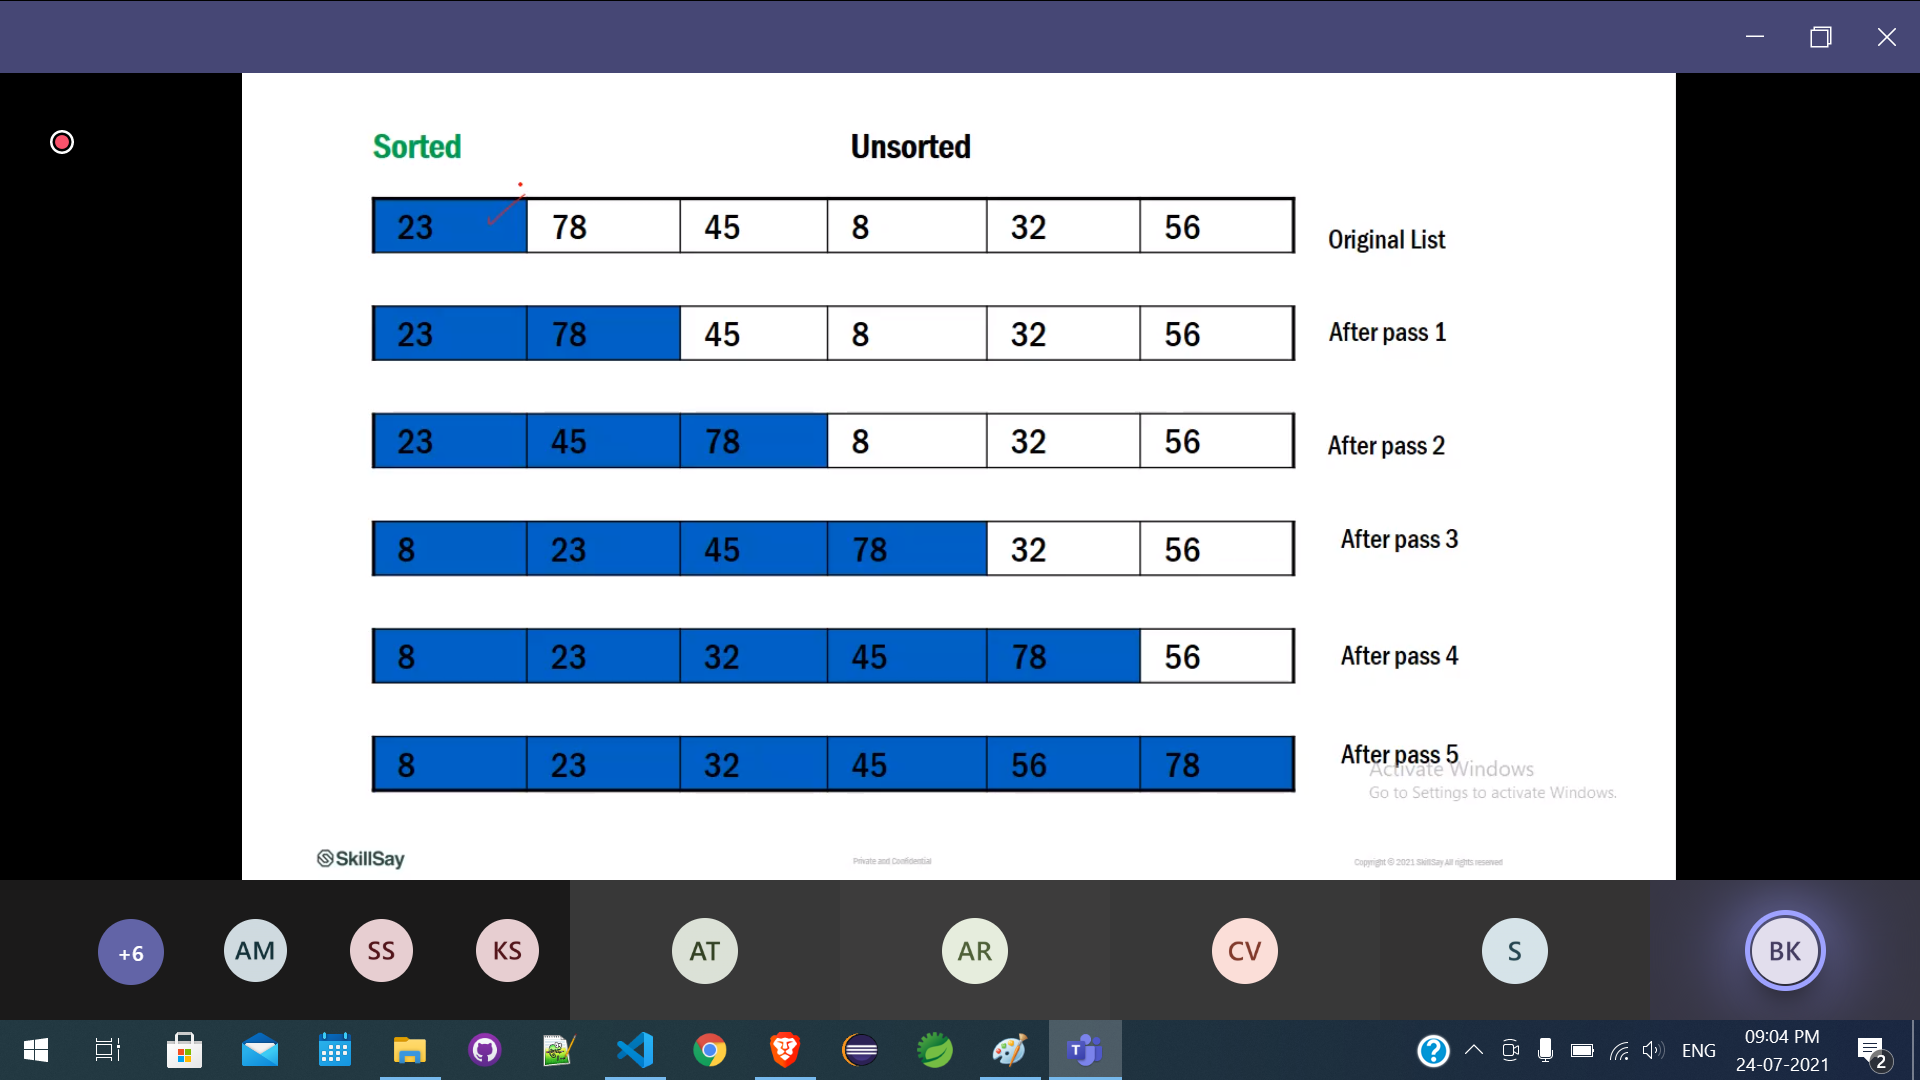 Sorted Unsorted
23 78 45 8 32 56 Original List
23 78 45 8 32 56 After pass 1
23 45 78 8 32 56 After pass 2
8 23 45 78 32 56 After pass 3
8 23 32 45 78 56 After pass 4
8 23 32 45 56 78 After pass 5
Activate Windows
Go to Settings to activate Windows.
SkillSay Private and Confidential Copyright © 2021 SkillSay All rights reserved
+6 AM SS KS AT AR CV S BK
T ? ENG 09:04 PM 2
24-07-2021